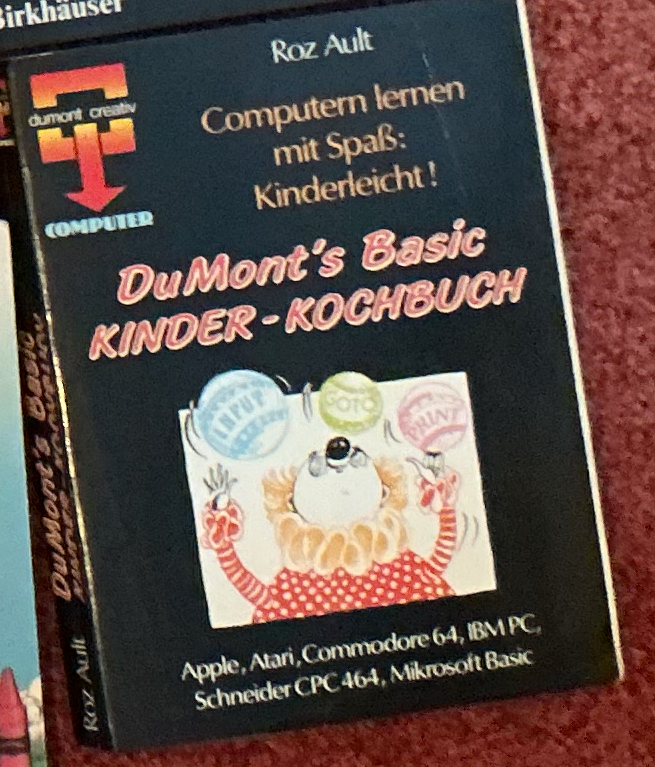 Birkhäuser
Roz Ault
dumont creativ
COMPUTER
Computern lernen
mit Spaß:
Kinderleicht!
DuMont's Basic
KINDER-KOCHBUCH
INPUT
GOTO
PRINT
Apple, Atari, Commodore 64, IBM PC,
Schneider CPC 464, Mikrosoft Basic
Roz Ault
DuMont's Basic